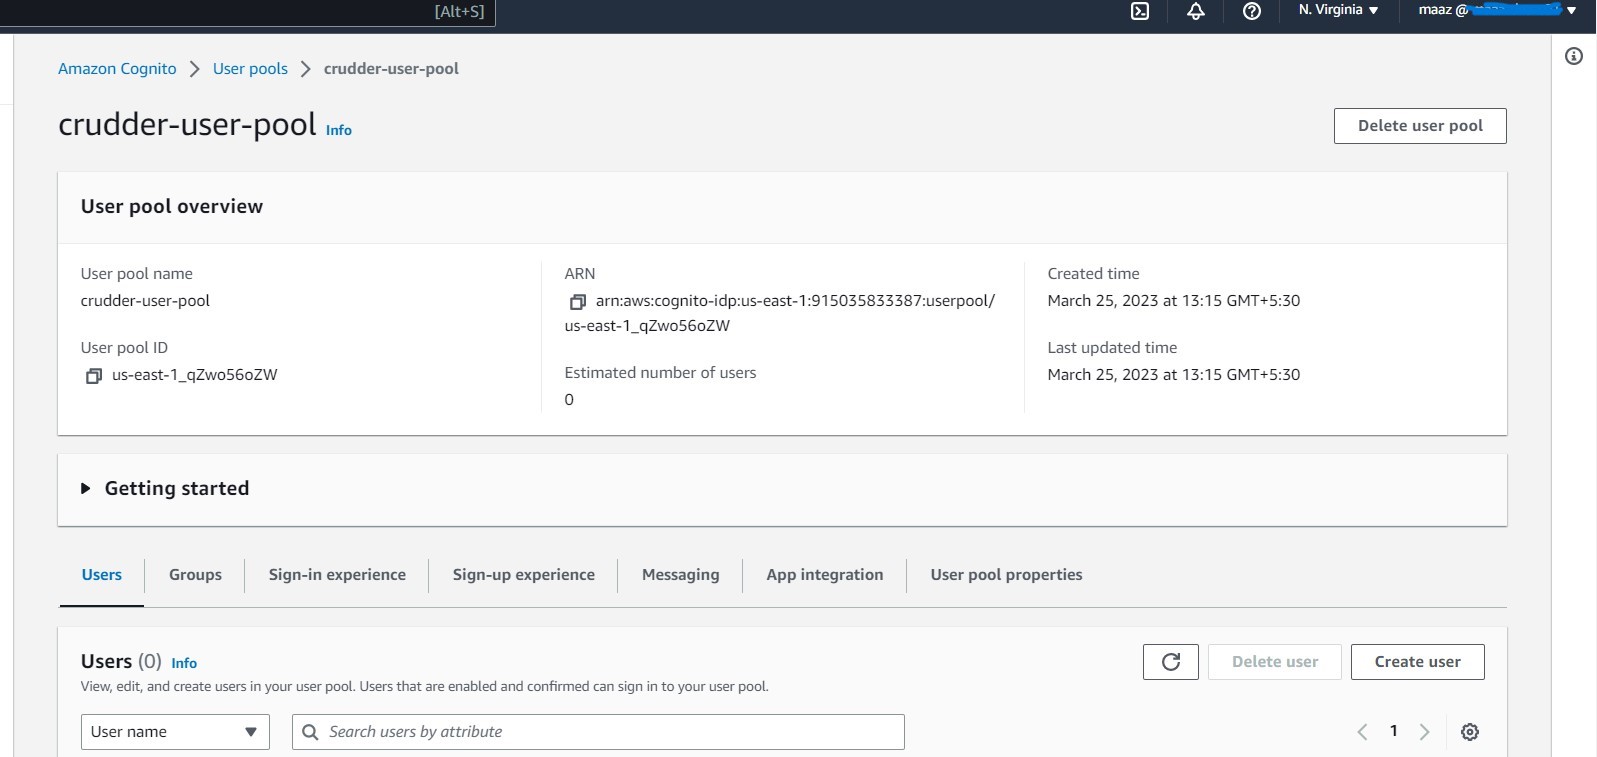 [Alt+S]
N. Virginia
maaz @
Amazon Cognito
User pools
crudder-user-pool
crudder-user-pool Info
Delete user pool
User pool overview
User pool name
crudder-user-pool
User pool ID
us-east-1_qZwo56oZW
ARN
arn:aws:cognito-idp:us-east-1:915035833387:userpool/
us-east-1_qZwo56oZW
Estimated number of users
0
Created time
March 25, 2023 at 13:15 GMT+5:30
Last updated time
March 25, 2023 at 13:15 GMT+5:30
Getting started
Users
Groups
Sign-in experience
Sign-up experience
Messaging
App integration
User pool properties
Users (0) Info
Delete user
Create user
View, edit, and create users in your user pool. Users that are enabled and confirmed can sign in to your user pool.
User name
Search users by attribute
1